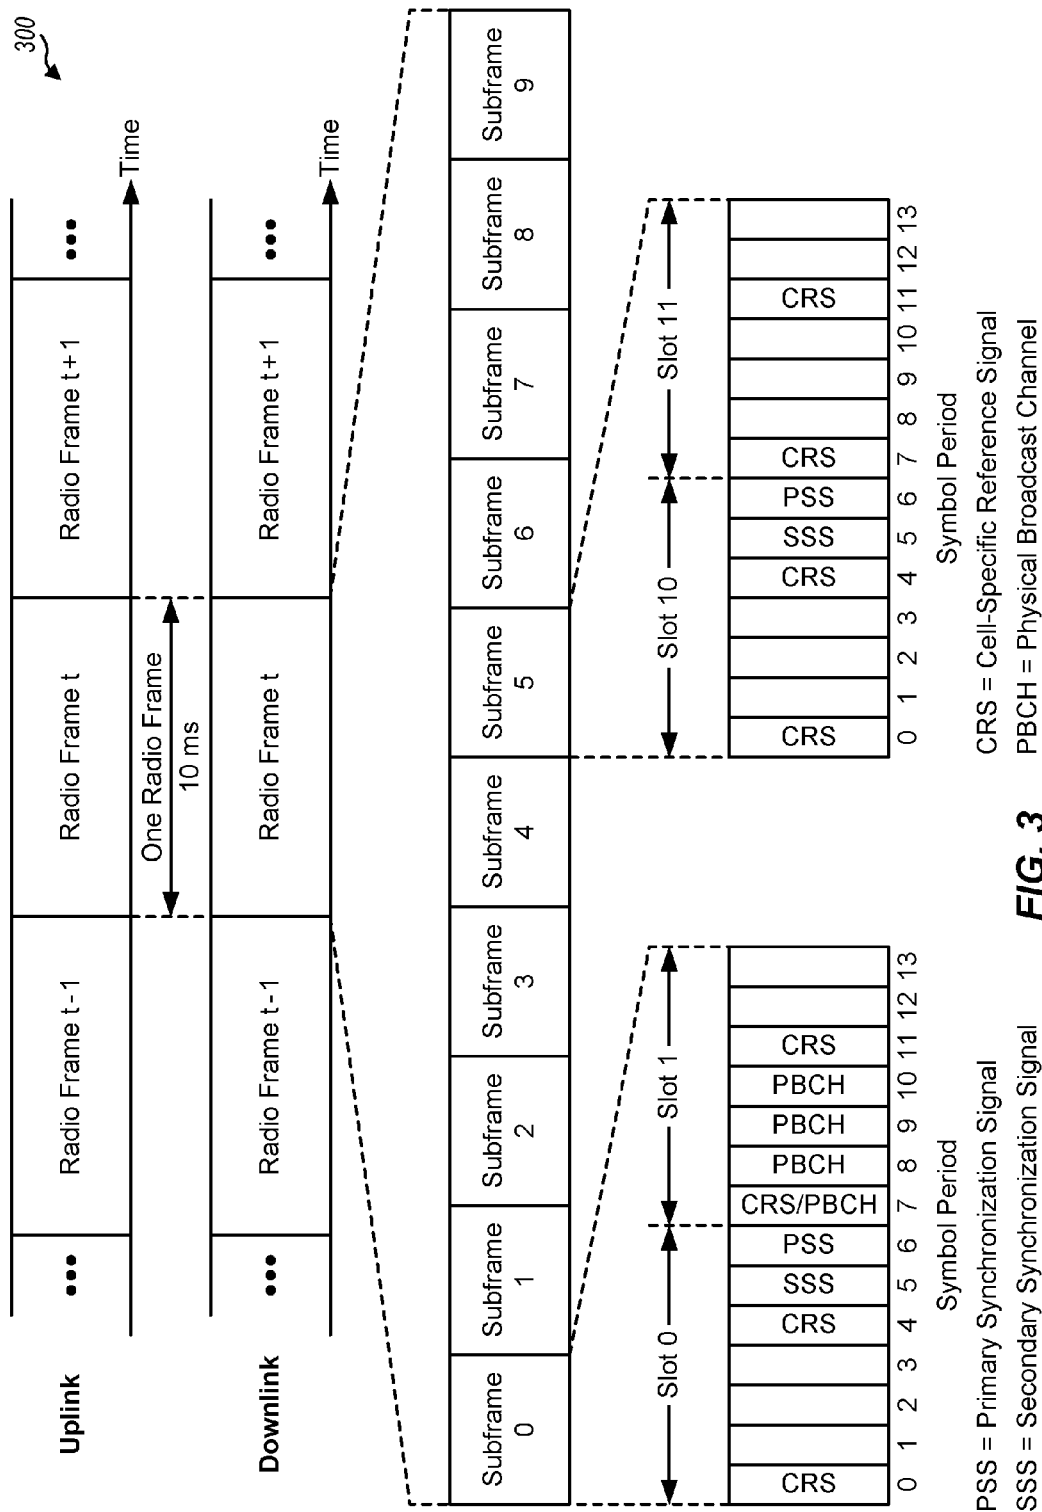 300
Uplink
•••
Radio Frame t-1
Radio Frame t
Radio Frame t+1
•••
Time
One Radio Frame
10 ms
Downlink
•••
Radio Frame t-1
Radio Frame t
Radio Frame t+1
•••
Time
Subframe
0
Subframe
1
Subframe
2
Subframe
3
Subframe
4
Subframe
5
Subframe
6
Subframe
7
Subframe
8
Subframe
9
Slot 0
Slot 1
CRS
CRS
SSS
PSS
CRS/PBCH
PBCH
PBCH
PBCH
CRS
0 1 2 3 4 5 6 7 8 9 10 11 12 13
Symbol Period
Slot 10
Slot 11
CRS
CRS
SSS
PSS
CRS
CRS
0 1 2 3 4 5 6 7 8 9 10 11 12 13
Symbol Period
PSS = Primary Synchronization Signal
SSS = Secondary Synchronization Signal
CRS = Cell-Specific Reference Signal
PBCH = Physical Broadcast Channel
FIG. 3